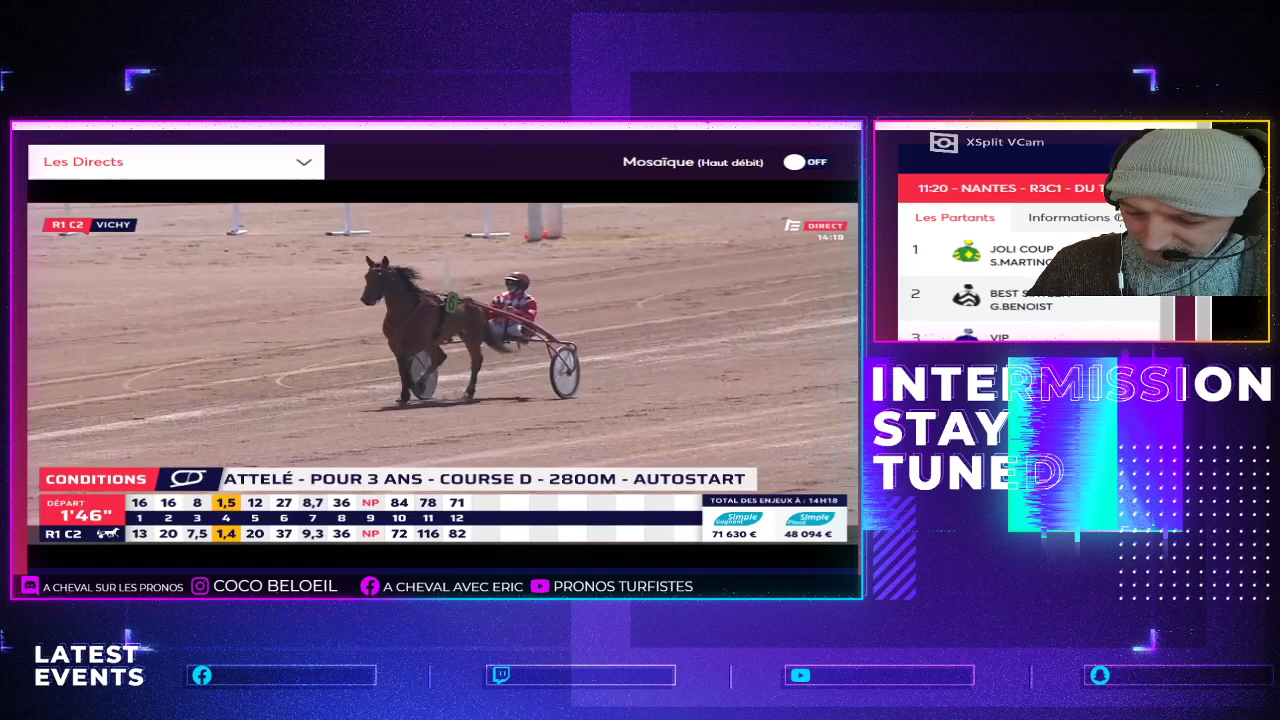 Les Directs
Mosaïque (Haut débit)
OFF
R1 C2 VICHY
DIRECT
14:18
CONDITIONS
ATTELÉ - POUR 3 ANS - COURSE D - 2800M - AUTOSTART
DÉPART
1'46"
16 16 8 1,5 12 27 8,7 36 NP 84 78 71
1 2 3 4 5 6 7 8 9 10 11 12
R1 C2 13 20 7,5 1,4 20 37 9,3 36 NP 72 116 82
TOTAL DES ENJEUX À : 14H18
Simple Gagnant
Simple Placé
71 630 € 48 094 €
A CHEVAL SUR LES PRONOS COCO BELOEIL A CHEVAL AVEC ERIC PRONOS TURFISTES
XSplit VCam
11:20 - NANTES - R3C1 - DU
Les Partants Informations
1 JOLI COUP
S.MARTIN
2 BEST
G.BENOIST
3 VIP
INTERMISSION
STAY
TUNED
LATEST
EVENTS
6